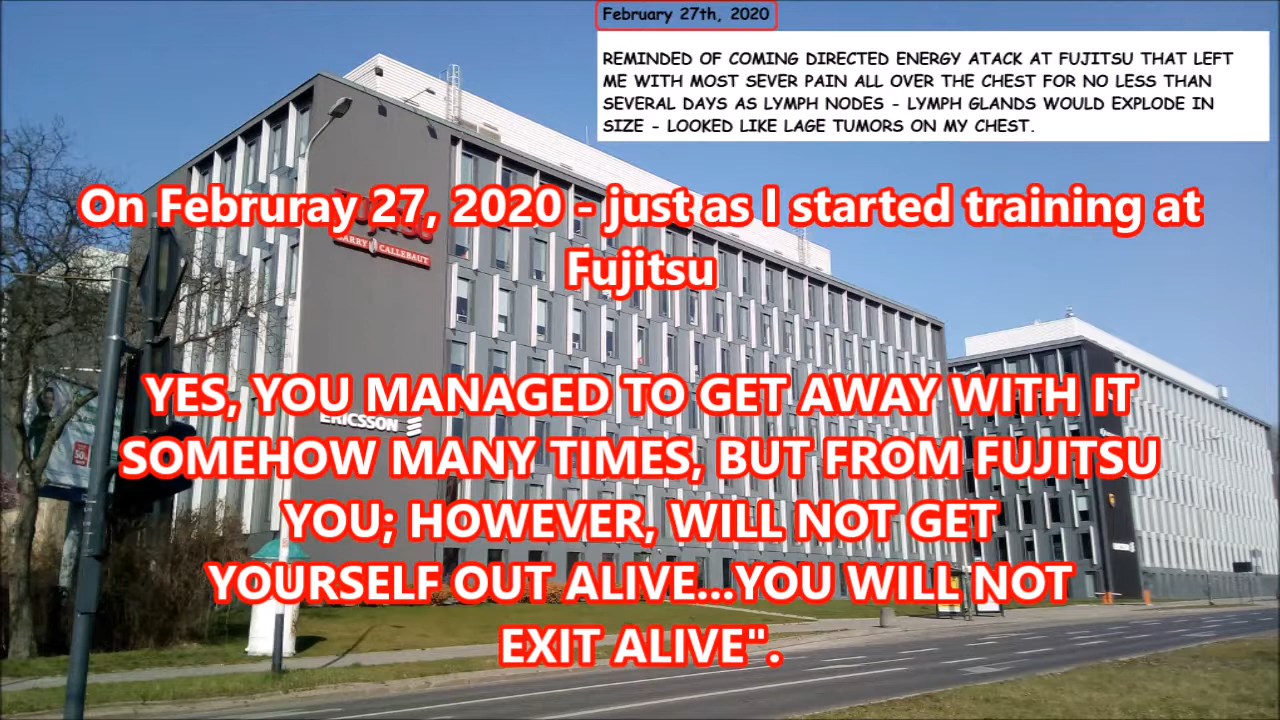 February 27th, 2020
REMINDED OF COMING DIRECTED ENERGY ATACK AT FUJITSU THAT LEFT
ME WITH MOST SEVER PAIN ALL OVER THE CHEST FOR NO LESS THAN
SEVERAL DAYS AS LYMPH NODES - LYMPH GLANDS WOULD EXPLODE IN
SIZE - LOOKED LIKE LAGE TUMORS ON MY CHEST.
On Februray 27, 2020 - just as I started training at
Fujitsu
BARRY CALLEBAUT
YES, YOU MANAGED TO GET AWAY WITH IT
ERICSSON
SOMEHOW MANY TIMES, BUT FROM FUJITSU
YOU; HOWEVER, WILL NOT GET
YOURSELF OUT ALIVE...YOU WILL NOT
EXIT ALIVE".